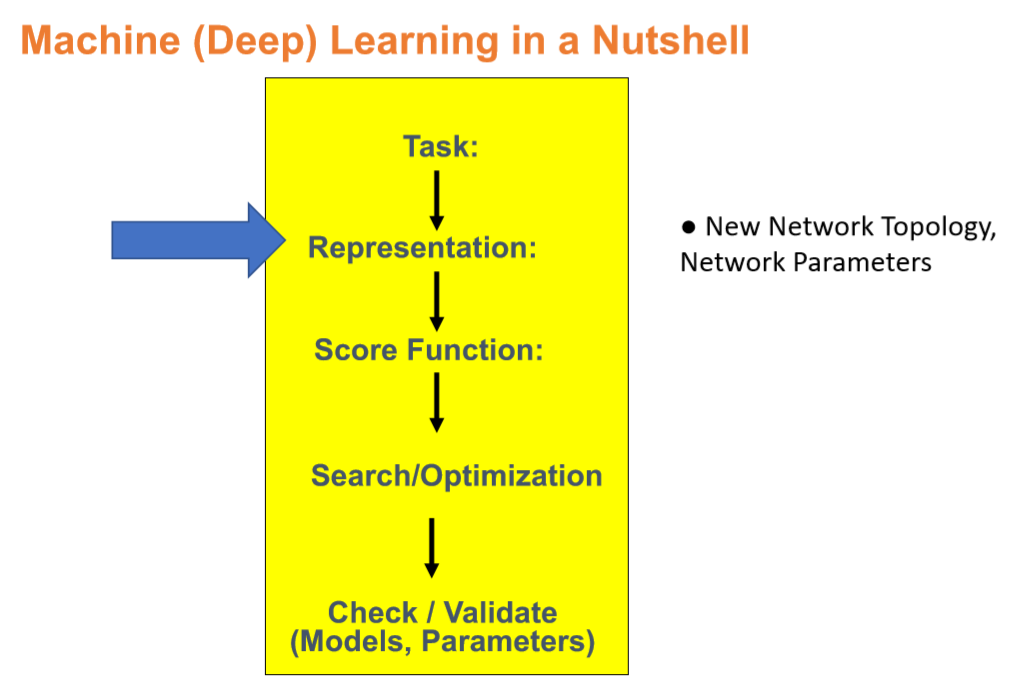 Machine (Deep) Learning in a Nutshell
Task:
Representation:
Score Function:
Search/Optimization
Check / Validate
(Models, Parameters)
● New Network Topology,
Network Parameters